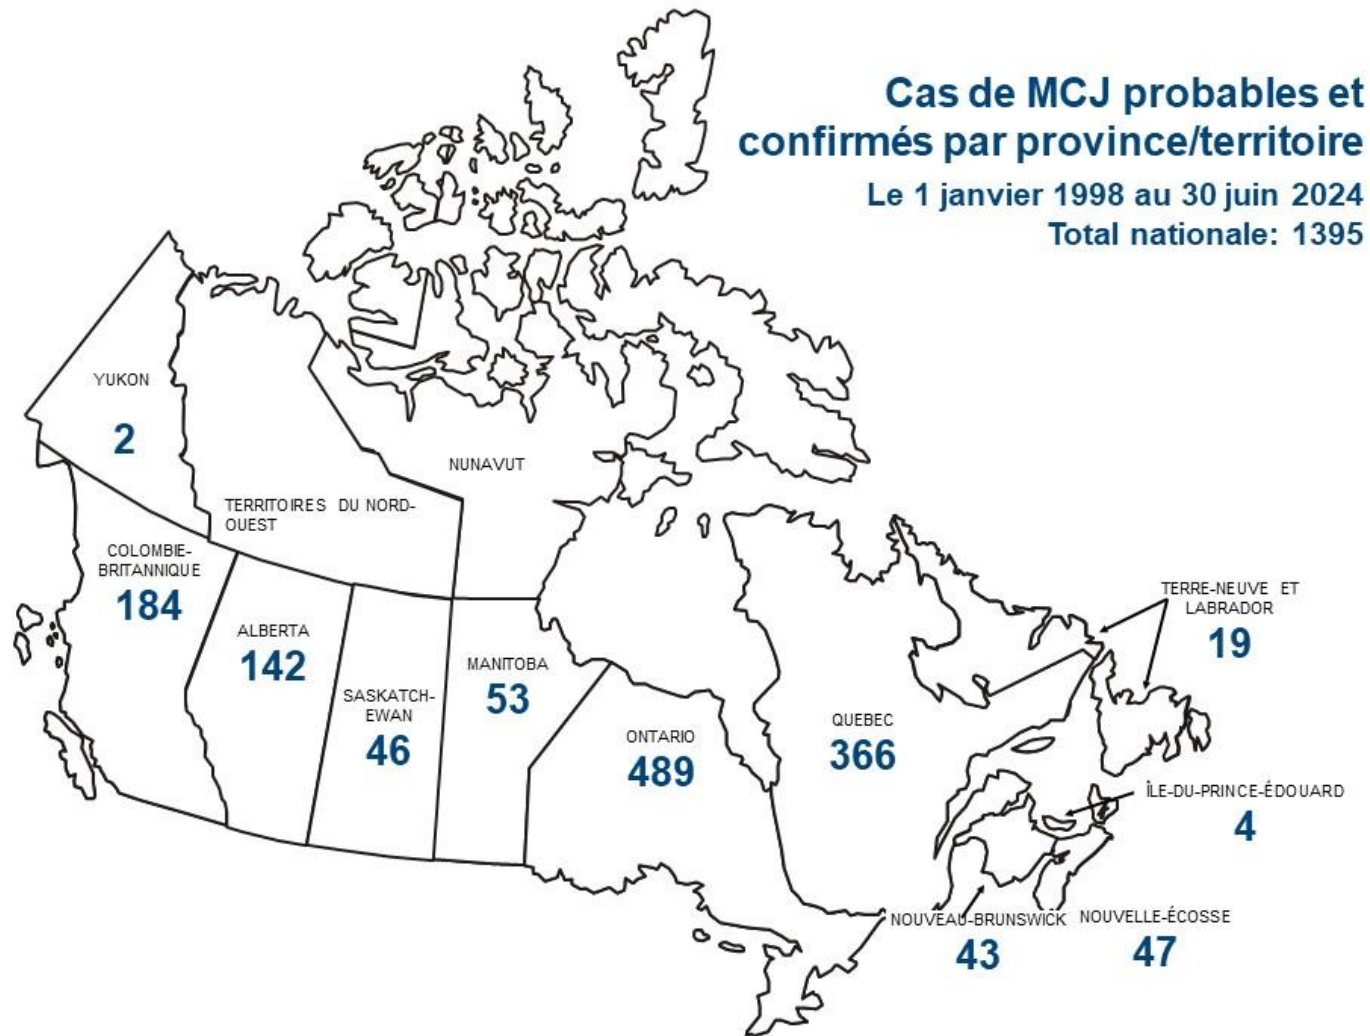 Cas de MCJ probables et
confirmés par province/territoire
Le 1 janvier 1998 au 30 juin 2024
Total nationale: 1395
YUKON
2
NUNAVUT
TERRITOIRES DU NORD-
OUEST
COLOMBIE-
BRITANNIQUE
184
ALBERTA
142
SASKATCH-
EWAN
46
MANITOBA
53
ONTARIO
489
QUEBEC
366
TERRE-NEUVE ET
LABRADOR
19
ÎLE-DU-PRINCE-ÉDOUARD
4
NOUVEAU-BRUNSWICK
43
NOUVELLE-ÉCOSSE
47